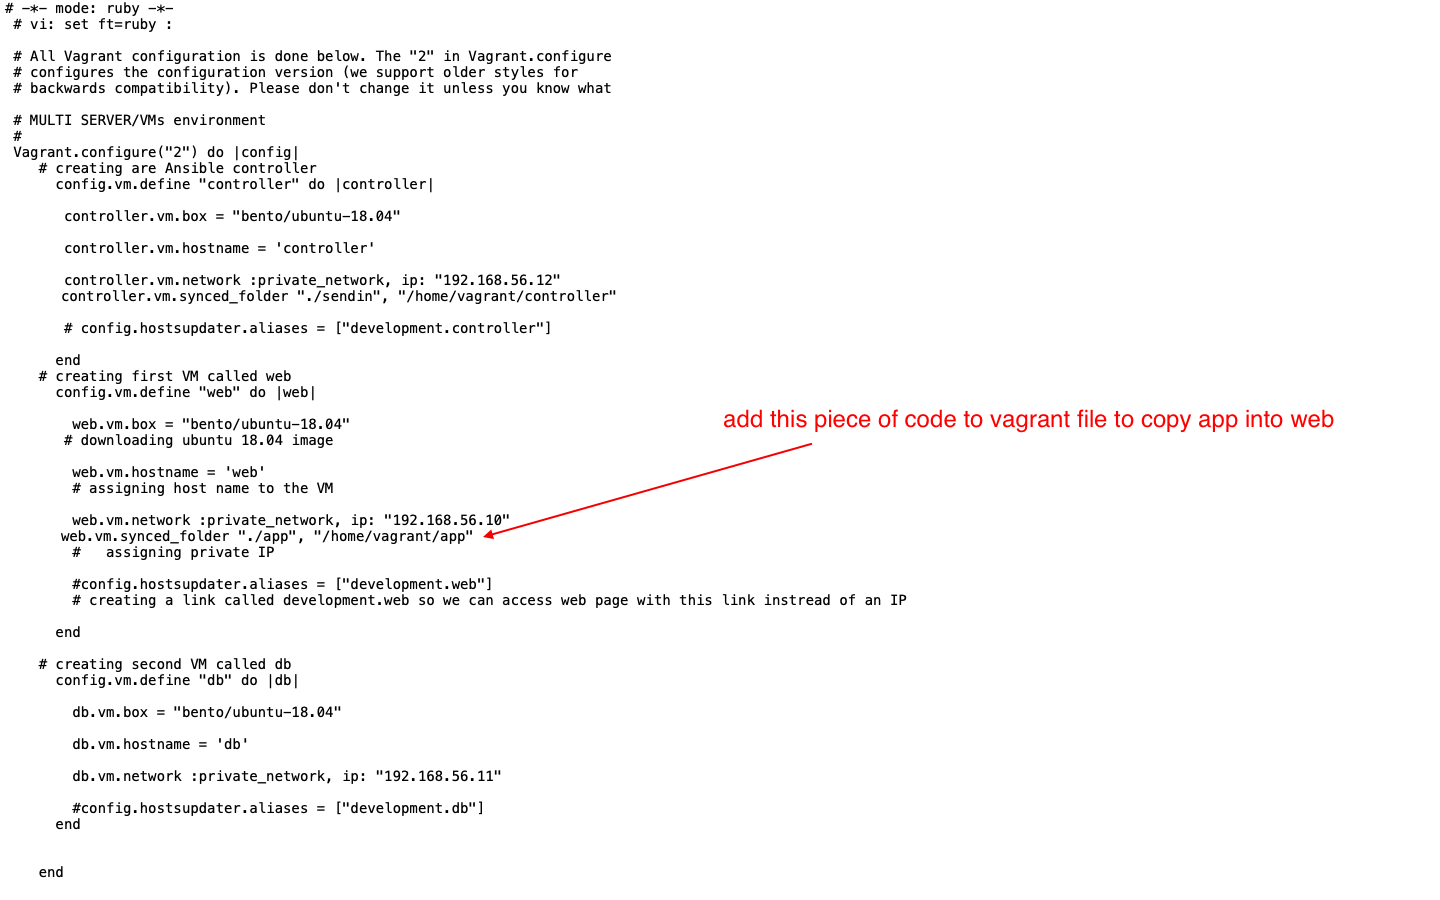 # -*- mode: ruby -*-
# vi: set ft=ruby :
# All Vagrant configuration is done below. The "2" in Vagrant.configure
# configures the configuration version (we support older styles for
# backwards compatibility). Please don't change it unless you know what
# MULTI SERVER/VMs environment
#
Vagrant.configure("2") do |config|
# creating are Ansible controller
config.vm.define "controller" do |controller|
controller.vm.box = "bento/ubuntu-18.04"
controller.vm.hostname = 'controller'
controller.vm.network :private_network, ip: "192.168.56.12"
controller.vm.synced_folder "./sendin", "/home/vagrant/controller"
# config.hostsupdater.aliases = ["development.controller"]
end
# creating first VM called web
config.vm.define "web" do |web|
add this piece of code to vagrant file to copy app into web
web.vm.box = "bento/ubuntu-18.04"
# downloading ubuntu 18.04 image
web.vm.hostname = 'web'
# assigning host name to the VM
web.vm.network :private_network, ip: "192.168.56.10"
web.vm.synced_folder "./app", "/home/vagrant/app"
#   assigning private IP
#config.hostsupdater.aliases = ["development.web"]
# creating a link called development.web so we can access web page with this link instread of an IP
end
# creating second VM called db
config.vm.define "db" do |db|
db.vm.box = "bento/ubuntu-18.04"
db.vm.hostname = 'db'
db.vm.network :private_network, ip: "192.168.56.11"
#config.hostsupdater.aliases = ["development.db"]
end
end